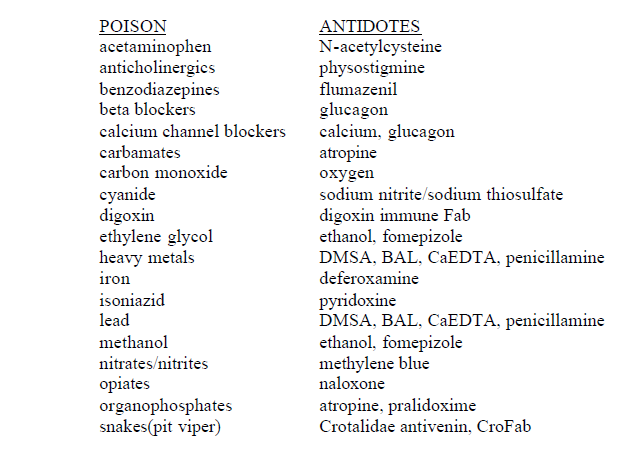 POISON ANTIDOTES
acetaminophen N-acetylcysteine
anticholinergics physostigmine
benzodiazepines flumazenil
beta blockers glucagon
calcium channel blockers calcium, glucagon
carbamates atropine
carbon monoxide oxygen
cyanide sodium nitrite/sodium thiosulfate
digoxin digoxin immune Fab
ethylene glycol ethanol, fomepizole
heavy metals DMSA, BAL, CaEDTA, penicillamine
iron deferoxamine
isoniazid pyridoxine
lead DMSA, BAL, CaEDTA, penicillamine
methanol ethanol, fomepizole
nitrates/nitrites methylene blue
opiates naloxone
organophosphates atropine, pralidoxime
snakes(pit viper) Crotalidae antivenin, CroFab